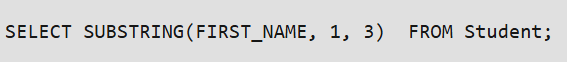 SELECT SUBSTRING(FIRST_NAME, 1, 3)  FROM Student;